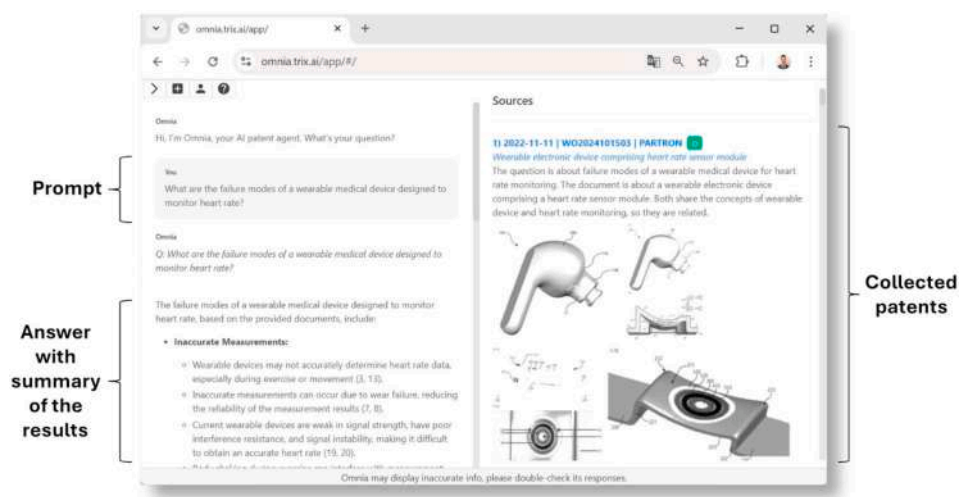 omnia.trix.ai/app/
omnia.trix.ai/app/#/
Omnia
Hi, I'm Omnia, your AI patent agent. What's your question?
You
What are the failure modes of a wearable medical device designed to
monitor heart rate?
Omnia
Q: What are the failure modes of a wearable medical device designed to
monitor heart rate?
The failure modes of a wearable medical device designed to monitor
heart rate, based on the provided documents, include:
• Inaccurate Measurements:
Wearable devices may not accurately determine heart rate data,
especially during exercise or movement (3, 13).
Inaccurate measurements can occur due to wear failure, reducing
the reliability of the measurement results (7, 8).
Current wearable devices are weak in signal strength, have poor
interference resistance, and signal instability, making it difficult
to obtain an accurate heart rate (19, 20).
Sources
1) 2022-11-11 | WO2024101503 | PARTRON
Wearable electronic device comprising heart rate sensor module
The question is about failure modes of a wearable medical device for heart
rate monitoring. The document is about a wearable electronic device
comprising a heart rate sensor module. Both share the concepts of wearable
device and heart rate monitoring, so they are related.
Omnia may display inaccurate info, please double-check its responses.
Prompt
Answer
with
summary
of the
results
Collected
patents